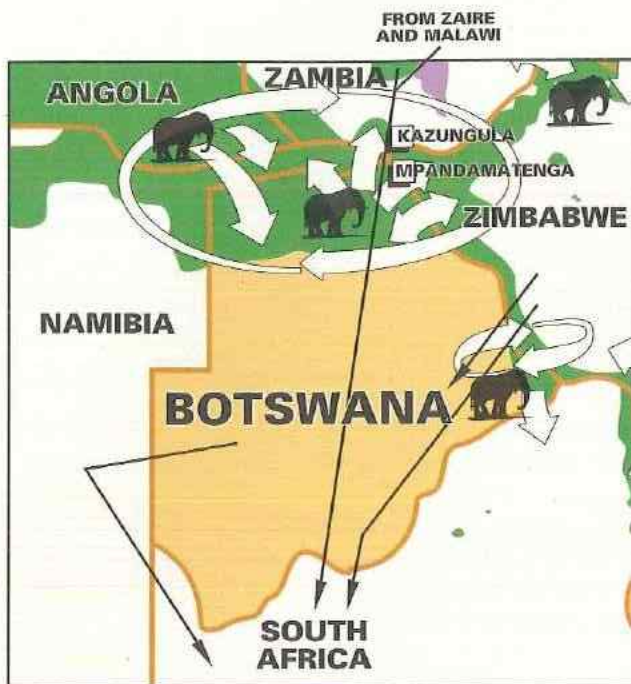 FROM ZAIRE
AND MALAWI
ANGOLA
ZAMBIA
KAZUNGULA
MPANDAMATENGA
ZIMBABWE
NAMIBIA
BOTSWANA
SOUTH
AFRICA